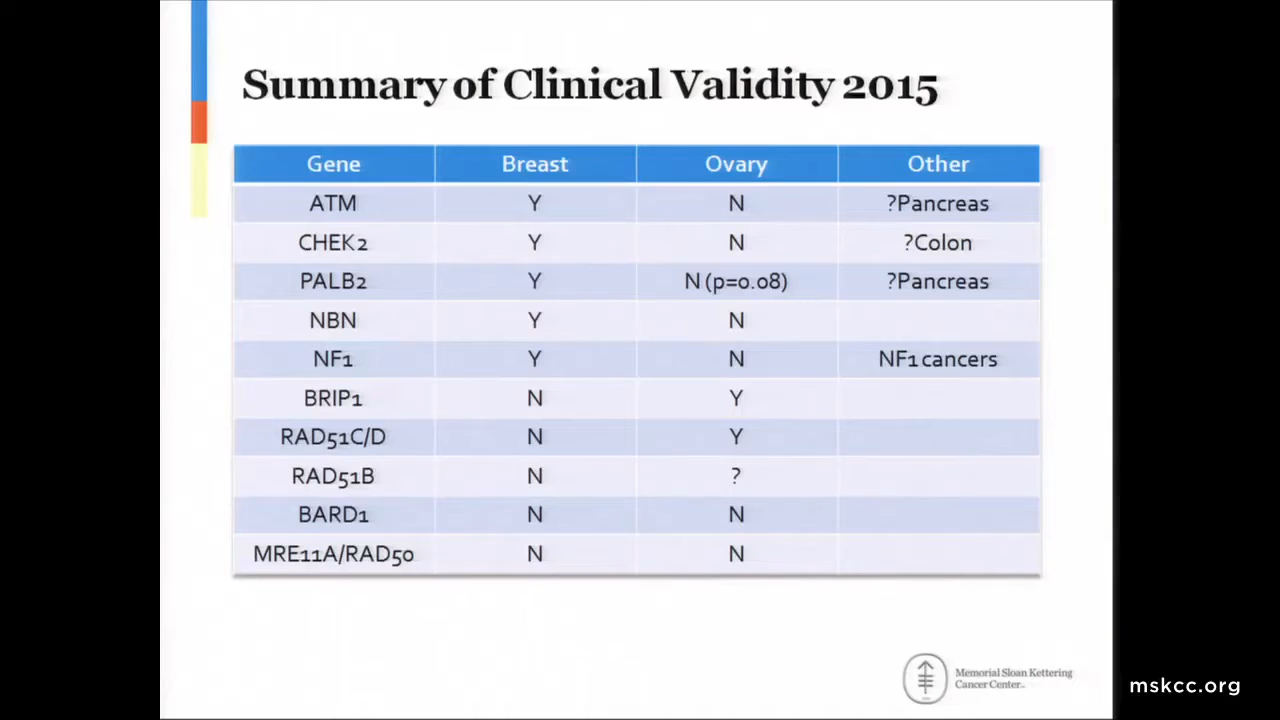 Summary of Clinical Validity 2015
Gene Breast Ovary Other
ATM Y N ?Pancreas
CHEK2 Y N ?Colon
PALB2 Y N (p=0.08) ?Pancreas
NBN Y N
NF1 Y N NF1 cancers
BRIP1 N Y
RAD51C/D N Y
RAD51B N ?
BARD1 N N
MRE11A/RAD50 N N
Memorial Sloan Kettering
Cancer Center
mskcc.org